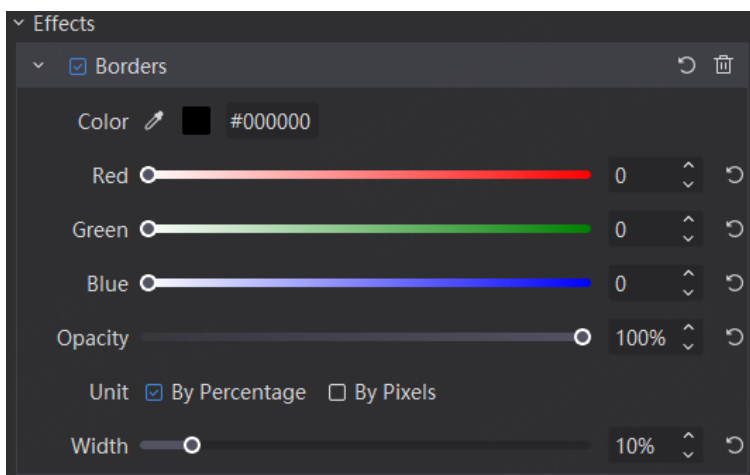 Effects
Borders
Color #000000
Red 0
Green 0
Blue 0
Opacity 100%
Unit By Percentage By Pixels
Width 10%